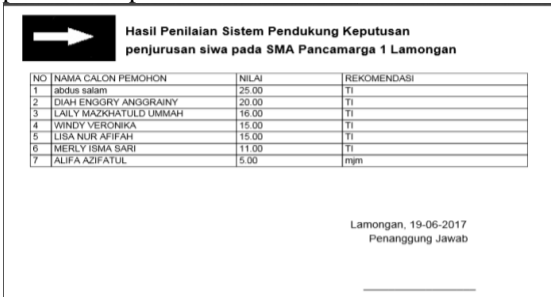 Hasil Penilaian Sistem Pendukung Keputusan
penjurusan siwa pada SMA Pancamarga 1 Lamongan
NO NAMA CALON PEMOHON NILAI REKOMENDASI
1 abdus salam 25.00 TI
2 DIAH ENGGRY ANGGRAINY 20.00 TI
3 LAILY MAZKHATULD UMMAH 16.00 TI
4 WINDY VERONIKA 15.00 TI
5 LISA NUR AFIFAH 15.00 TI
6 MERLY ISMA SARI 11.00 TI
7 ALIFA AZIFATUL 5.00 mjm
Lamongan, 19-06-2017
Penanggung Jawab